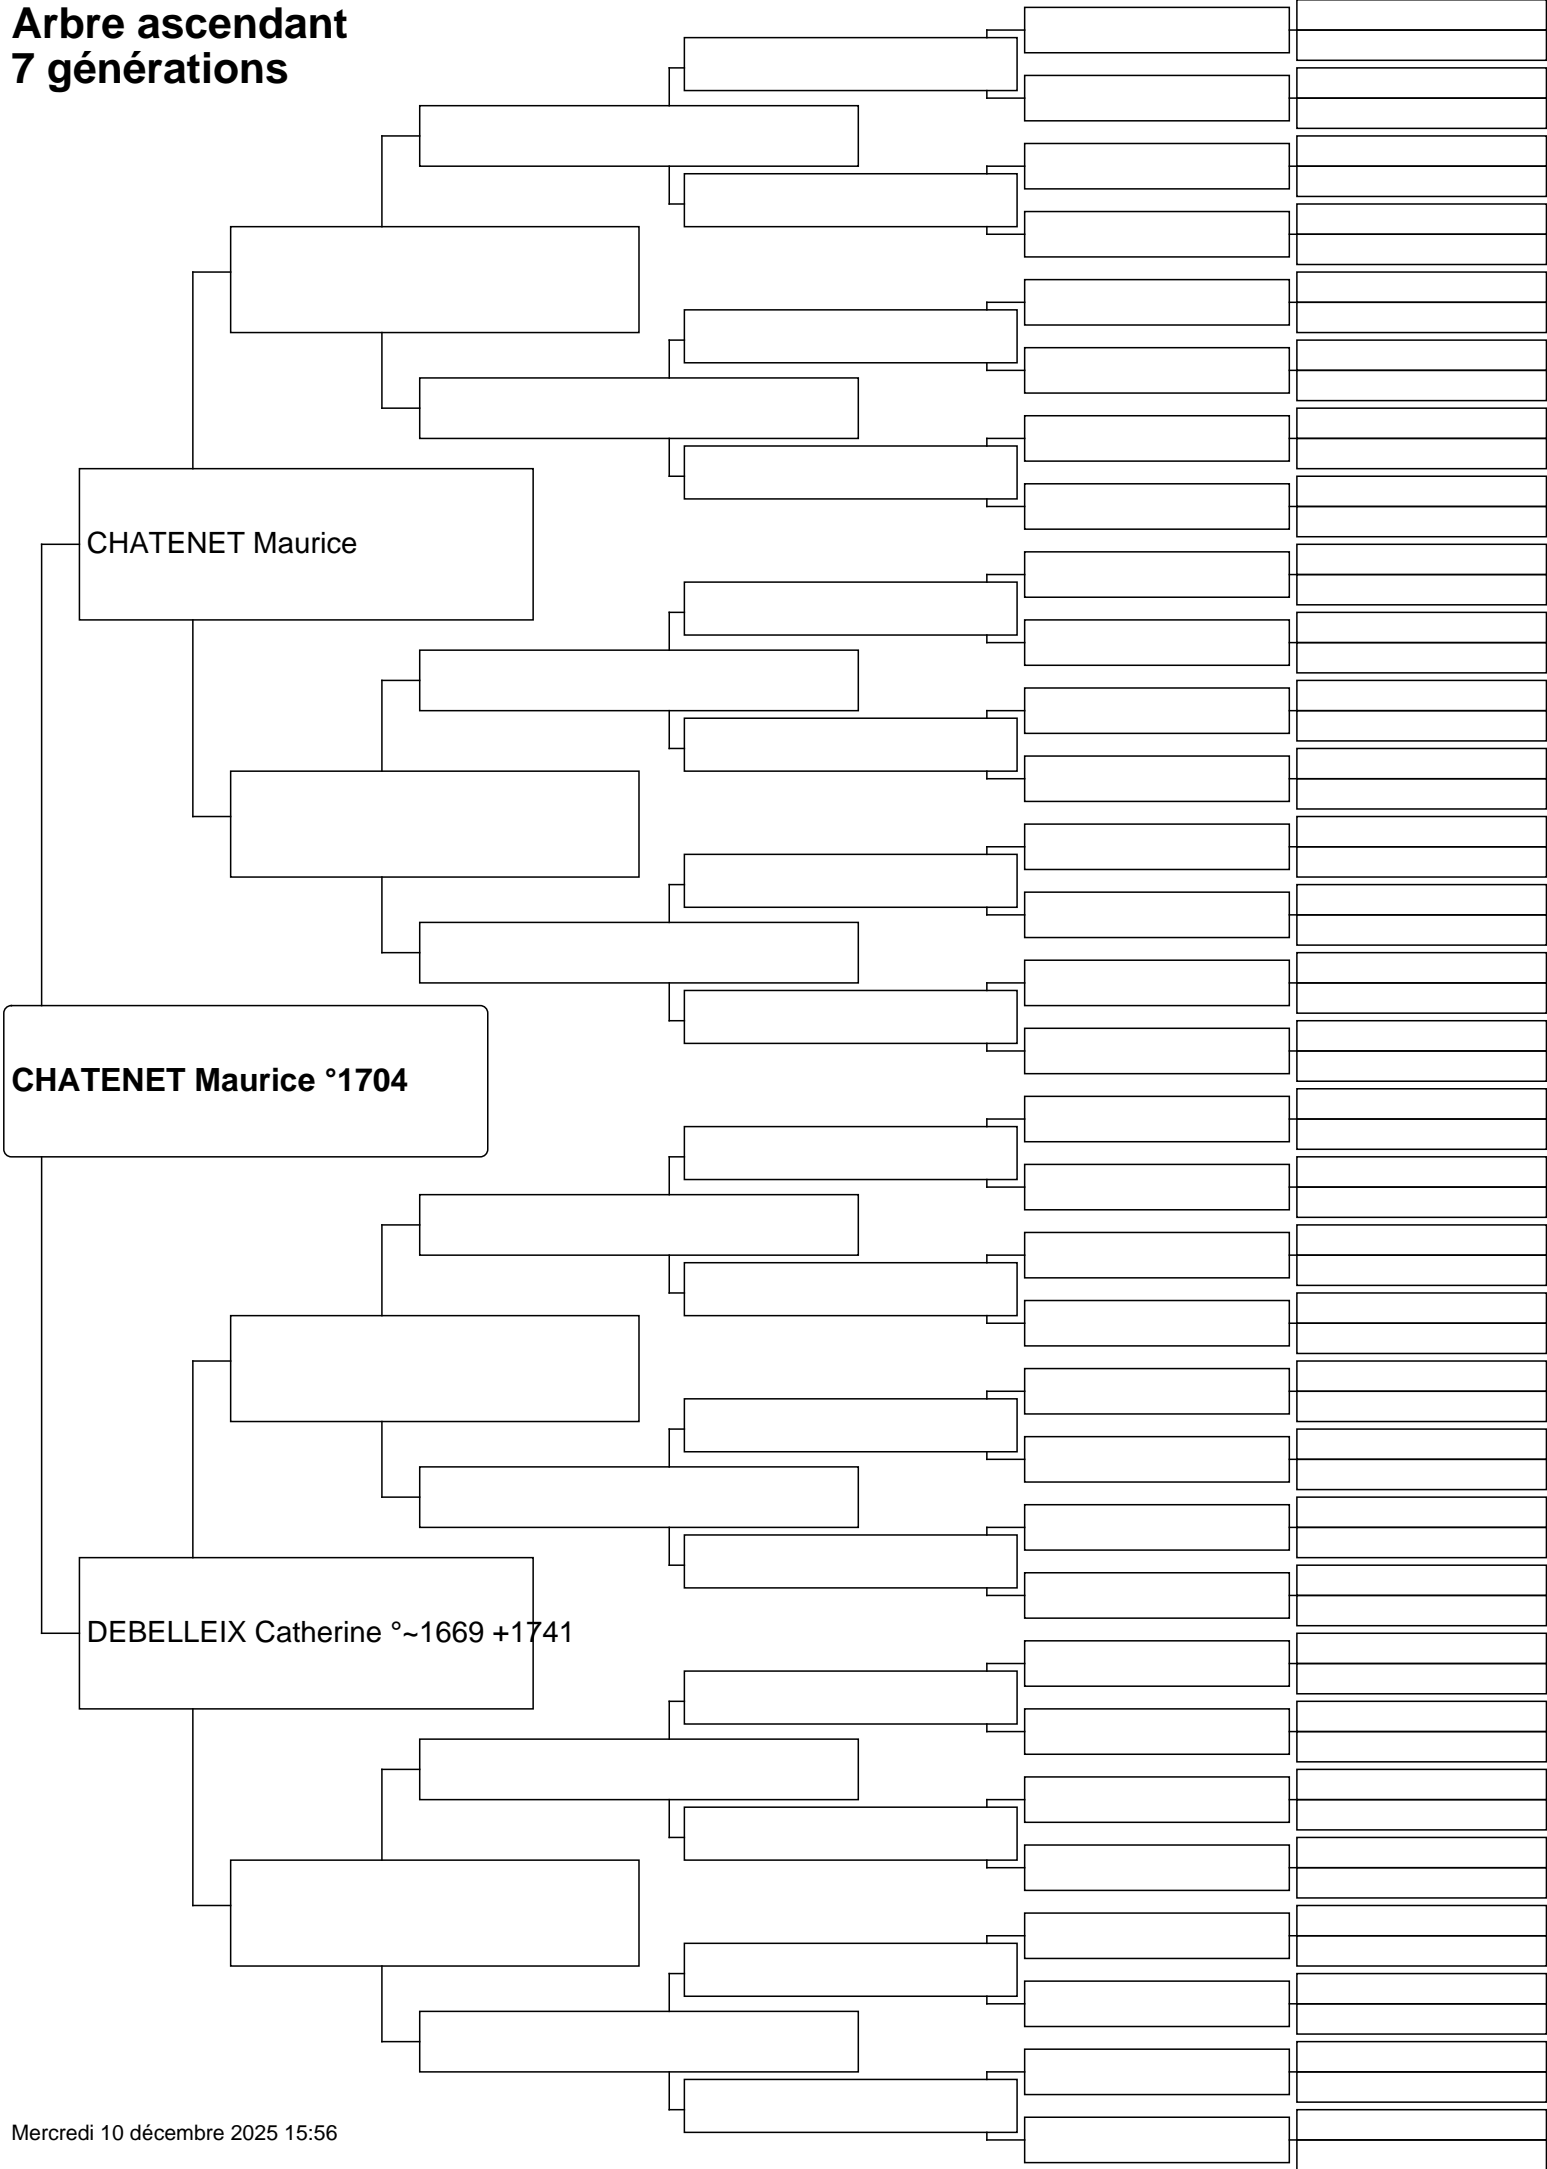 Arbre ascendant
7 générations
CHATENET Maurice
CHATENET Maurice °1704
DEBELLEIX Catherine °~1669 +1741
Mercredi 10 décembre 2025 15:56